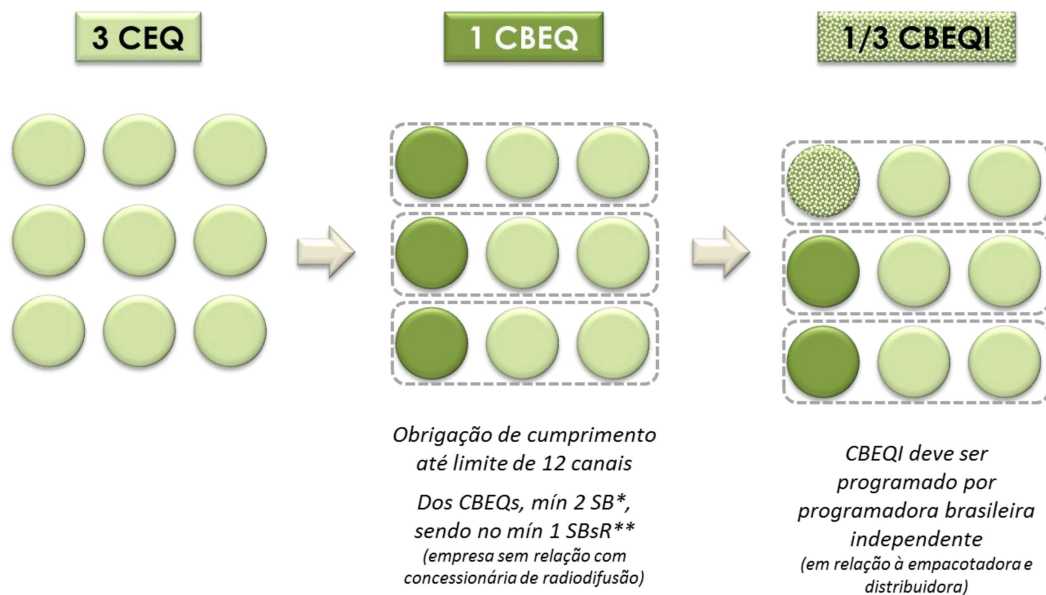 3 CEQ
1 CBEQ
1/3 CBEQI
Obrigação de cumprimento
até limite de 12 canais
Dos CBEQs, mín 2 SB*,
sendo no mín 1 SBsR**
(empresa sem relação com
concessionária de radiodifusão)
CBEQI deve ser
programado por
programadora brasileira
independente
(em relação à empacotadora e
distribuidora)